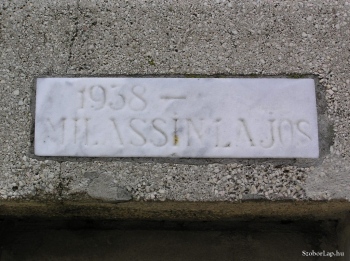 1938 —
MILASSIN LAJOS
SzoborLap.hu